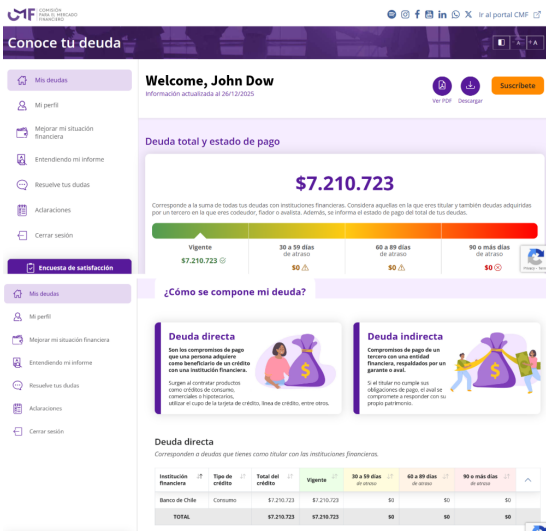 CMF COMISIÓN
PARA EL MERCADO
FINANCIERO
Ir al portal CMF
Conoce tu deuda
- A + A
Mis deudas
Mi perfil
Mejorar mi situación
financiera
Entendiendo mi informe
Resuelve tus dudas
Aclaraciones
Cerrar sesión
Encuesta de satisfacción
Welcome, John Dow
Información actualizada al 26/12/2025
Ver PDF Descargar
Suscríbete
Deuda total y estado de pago
$7.210.723
Corresponde a la suma de todas tus deudas con instituciones financieras. Considera aquellas en la que eres titular y también deudas adquiridas
por un tercero en la que eres codeudor, fiador o avalista. Además, se informa el estado de pago del total de tus deudas.
Vigente
$7.210.723
30 a 59 días
de atraso
$0
60 a 89 días
de atraso
$0
90 o más días
de atraso
$0
Mis deudas
Mi perfil
Mejorar mi situación financiera
Entendiendo mi informe
Resuelve tus dudas
Aclaraciones
Cerrar sesión
¿Cómo se compone mi deuda?
Deuda directa
Son los compromisos de pago
que una persona adquiere
como beneficiario de un crédito
con una institución financiera.
Surgen al contratar productos
como créditos de consumo,
comerciales o hipotecarios,
utilizar el cupo de la tarjeta de crédito, línea de crédito, entre otros.
Deuda indirecta
Compromisos de pago de un
tercero con una entidad
financiera, respaldados por un
garante o aval.
Si el titular no cumple sus
obligaciones de pago, el aval se
compromete a responder con su
propio patrimonio.
Deuda directa
Corresponden a deudas que tienes como titular con las instituciones financieras.
Institución financiera Tipo de crédito Total del crédito Vigente 30 a 59 días de atraso 60 a 89 días de atraso 90 o más días de atraso
Banco de Chile Consumo $7.210.723 $7.210.723 $0 $0 $0
TOTAL $7.210.723 $7.210.723 $0 $0 $0